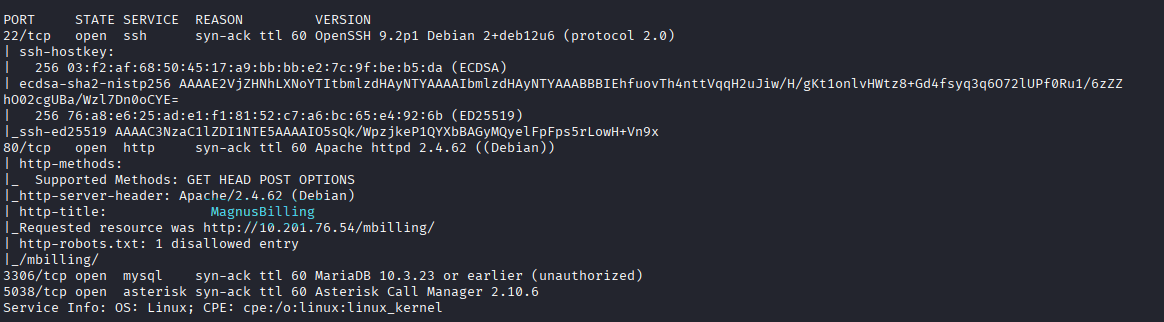 PORT     STATE SERVICE  REASON         VERSION
22/tcp   open  ssh      syn-ack ttl 60 OpenSSH 9.2p1 Debian 2+deb12u6 (protocol 2.0)
| ssh-hostkey:
|   256 03:f2:af:68:50:45:17:a9:bb:bb:e2:7c:9f:be:b5:da (ECDSA)
| ecdsa-sha2-nistp256 AAAAE2VjZHNhLXNoYTItbmlzdHAyNTYAAAAIbmlzdHAyNTYAAABBBIEhfuovTh4nttVqqH2uJiw/H/gKt1onlvHWtz8+Gd4fsyq3q6O72lUPf0Ru1/6zZZ
hO02cgUBa/Wzl7Dn0oCYE=
|   256 76:a8:e6:25:ad:e1:f1:81:52:c7:a6:bc:65:e4:92:6b (ED25519)
|_ssh-ed25519 AAAAC3NzaC1lZDI1NTE5AAAAIO5sQk/WpzjkeP1QYXbBAGyMQyelFpFps5rLowH+Vn9x
80/tcp   open  http     syn-ack ttl 60 Apache httpd 2.4.62 ((Debian))
| http-methods:
|_  Supported Methods: GET HEAD POST OPTIONS
|_http-server-header: Apache/2.4.62 (Debian)
| http-title:             MagnusBilling
|_Requested resource was http://10.201.76.54/mbilling/
| http-robots.txt: 1 disallowed entry
|_/mbilling/
3306/tcp open  mysql    syn-ack ttl 60 MariaDB 10.3.23 or earlier (unauthorized)
5038/tcp open  asterisk syn-ack ttl 60 Asterisk Call Manager 2.10.6
Service Info: OS: Linux; CPE: cpe:/o:linux:linux_kernel